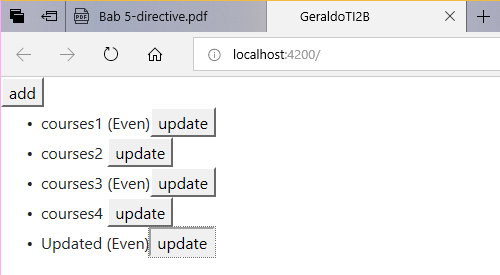 Bab 5-directive.pdf GeraldoTI2B
localhost:4200/
add
• courses1 (Even) update
• courses2 update
• courses3 (Even) update
• courses4 update
• Updated (Even) update